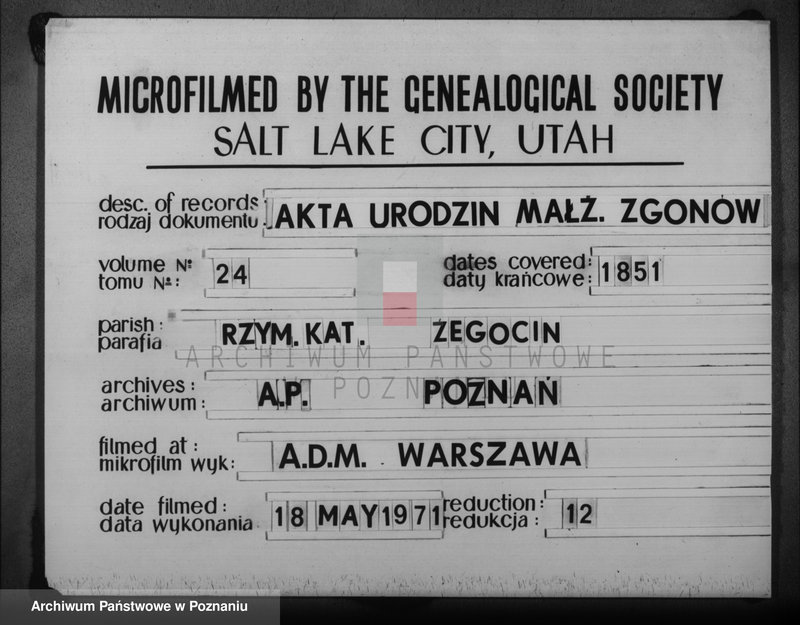 MICROFILMED BY THE GENEALOGICAL SOCIETY
SALT LAKE CITY, UTAH
desc. of records
rodzaj dokumentu: AKTA URODZIN MAŁŻ. ZGONÓW
volume №
tomu №: 24
dates covered:
daty krańcowe: 1851
parish:
parafia RZYM. KAT. ŻEGOCIN
ARCHIWUM PAŃSTWOWE
W POZNANIU
archives:
archiwum: A.P. POZNAŃ
filmed at:
mikrofilm wyk: A.D.M. WARSZAWA
date filmed:
data wykonania 18 MAY 1971
reduction:
redukcja: 12
Archiwum Państwowe w Poznaniu